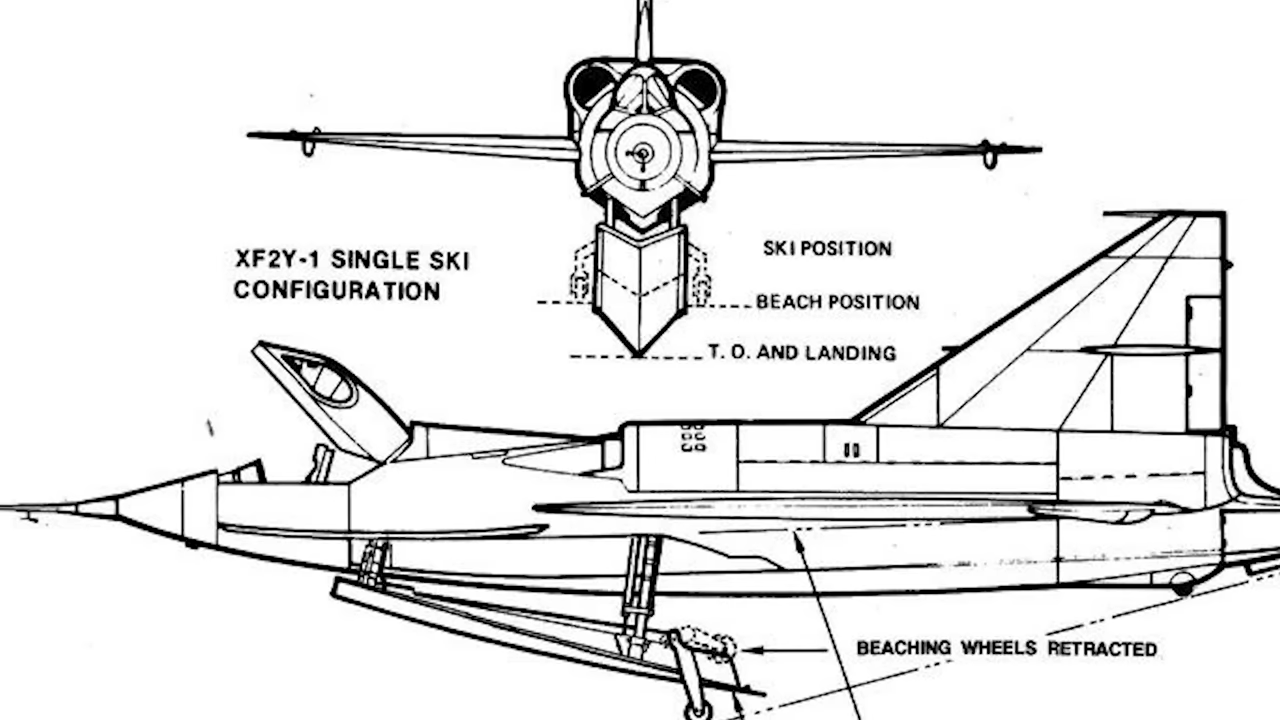 XF2Y-1 SINGLE SKI
CONFIGURATION
SKI POSITION
BEACH POSITION
T. O. AND LANDING
BEACHING WHEELS RETRACTED